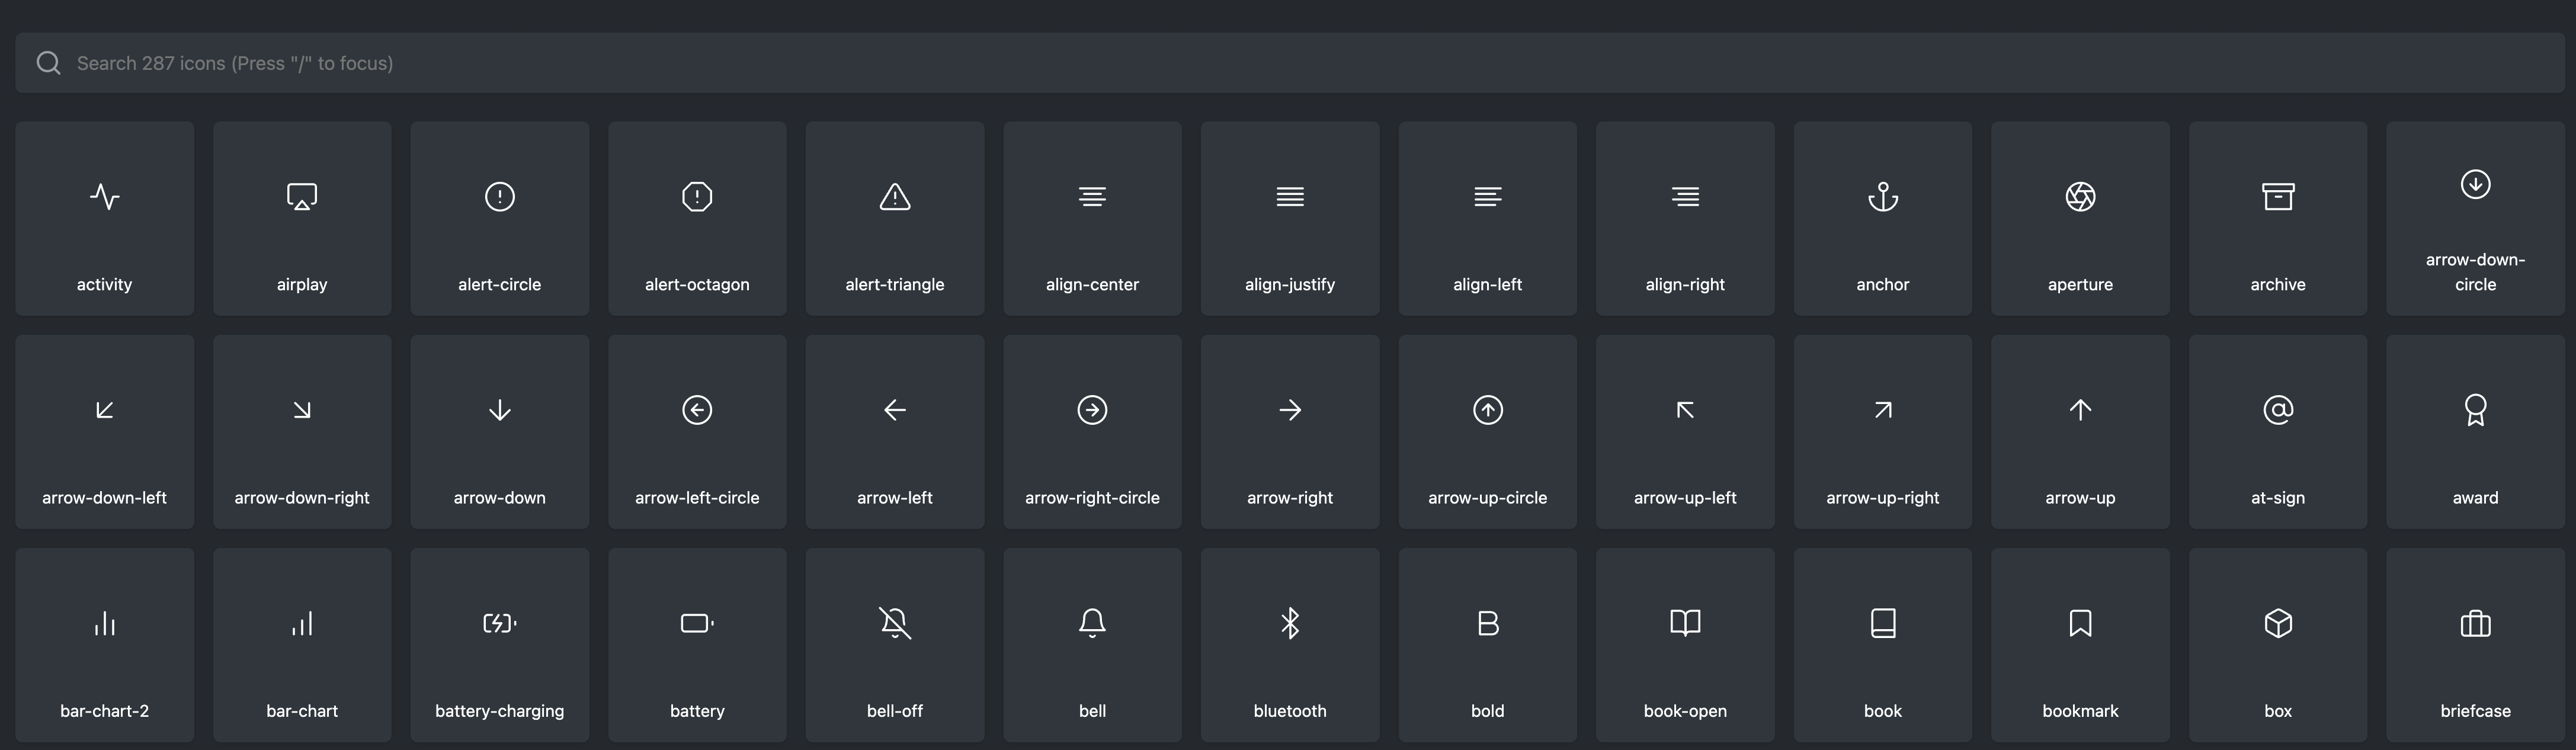 Search 287 icons (Press "/" to focus)
activity
airplay
alert-circle
alert-octagon
alert-triangle
align-center
align-justify
align-left
align-right
anchor
aperture
archive
arrow-down-
circle
arrow-down-left
arrow-down-right
arrow-down
arrow-left-circle
arrow-left
arrow-right-circle
arrow-right
arrow-up-circle
arrow-up-left
arrow-up-right
arrow-up
at-sign
award
bar-chart-2
bar-chart
battery-charging
battery
bell-off
bell
bluetooth
bold
book-open
book
bookmark
box
briefcase